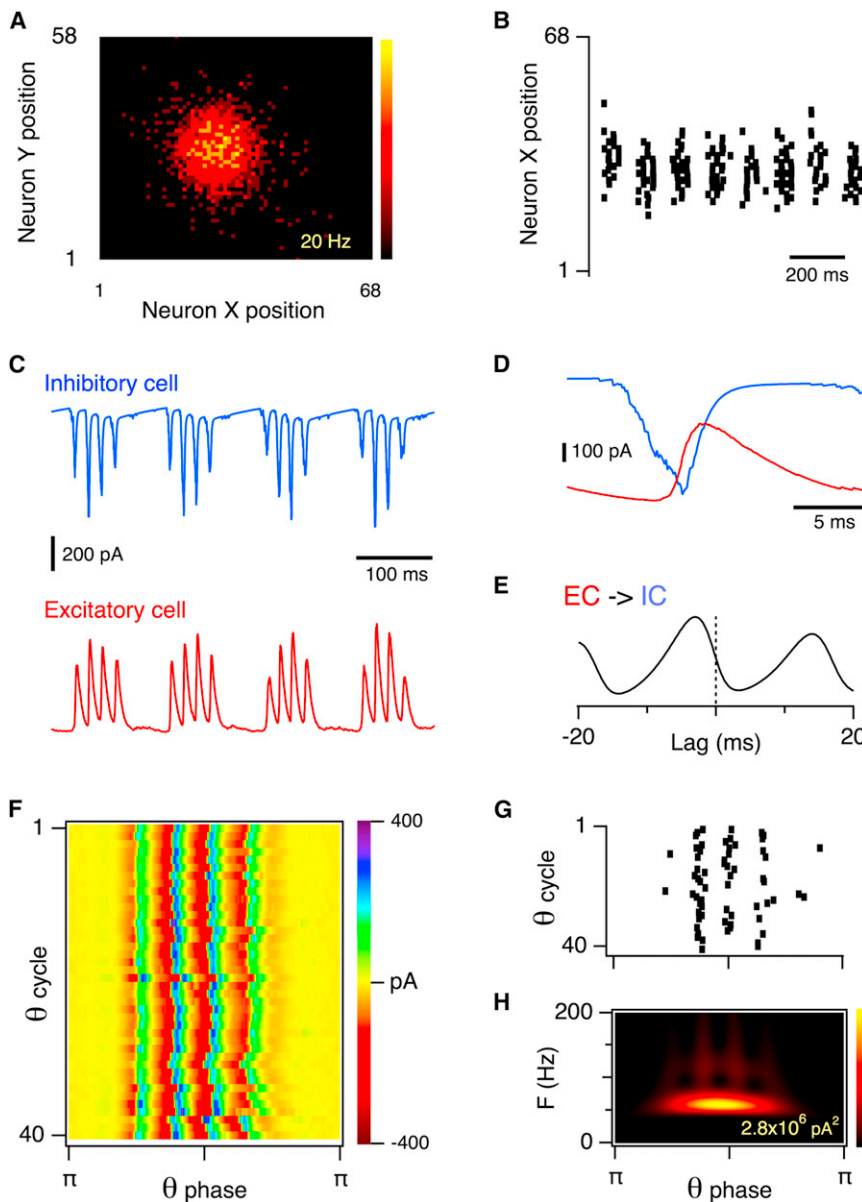 A
58
Neuron Y position
20 Hz
1
1
68
Neuron X position
B
68
Neuron X position
1
200 ms
C
Inhibitory cell
200 pA
100 ms
Excitatory cell
D
100 pA
5 ms
E
EC -> IC
-20
20
Lag (ms)
F
1
θ cycle
40
π
π
θ phase
400
pA
-400
G
1
θ cycle
40
π
π
H
200
F (Hz)
0
2.8x10⁶ pA²
π
π
θ phase